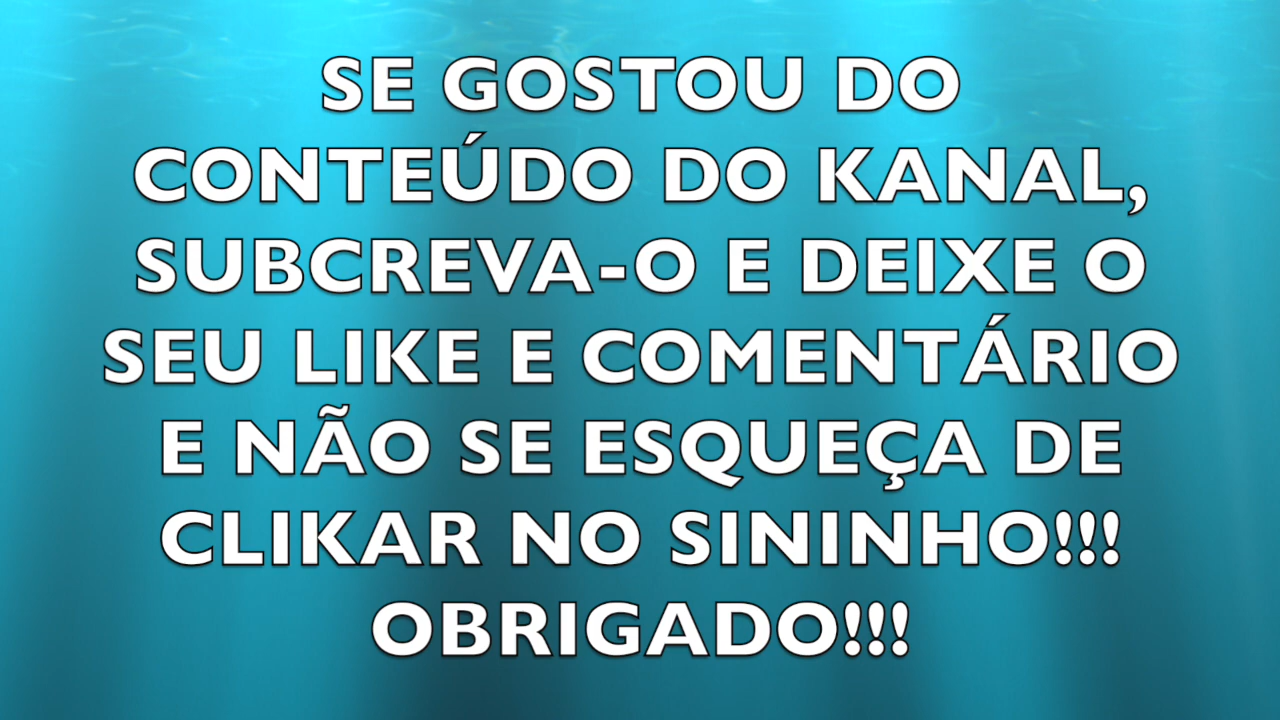 SE GOSTOU DO
CONTEÚDO DO KANAL,
SUBCREVA-O E DEIXE O
SEU LIKE E COMENTÁRIO
E NÃO SE ESQUEÇA DE
CLIKAR NO SININHO!!!
OBRIGADO!!!